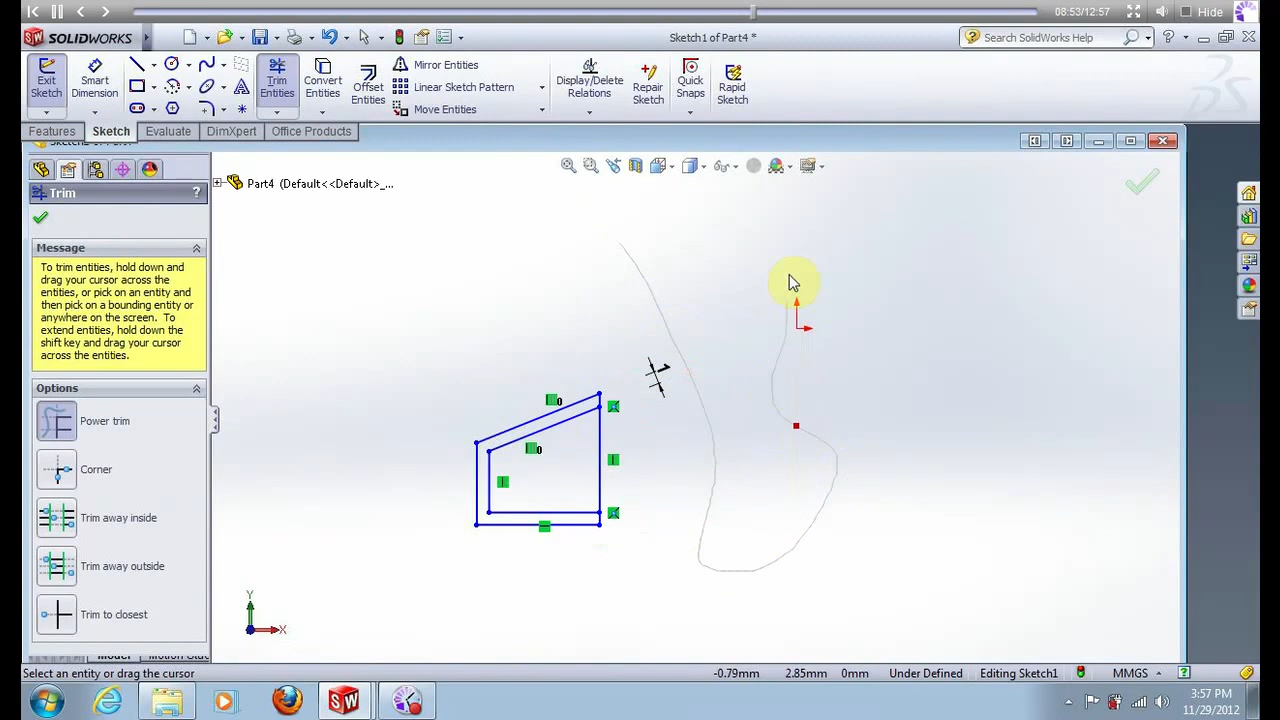 08:53/12:57
Hide
SOLIDWORKS
Sketch1 of Part4 *
Search SolidWorks Help
Exit Sketch
Smart Dimension
Trim Entities
Convert Entities
Offset Entities
Mirror Entities
Linear Sketch Pattern
Move Entities
Display/Delete Relations
Repair Sketch
Quick Snaps
Rapid Sketch
Features
Sketch
Evaluate
DimXpert
Office Products
Trim
?
Part4 (Default<<Default>_...
Message
To trim entities, hold down and
drag your cursor across the
entities, or pick on an entity and
then pick on a bounding entity or
anywhere on the screen. To
extend entities, hold down the
shift key and drag your cursor
across the entities.
Options
Power trim
Corner
Trim away inside
Trim away outside
Trim to closest
0
0
1
Y
X
Select an entity or drag the cursor
-0.79mm
2.85mm
0mm
Under Defined
Editing Sketch1
MMGS
3:57 PM
11/29/2012